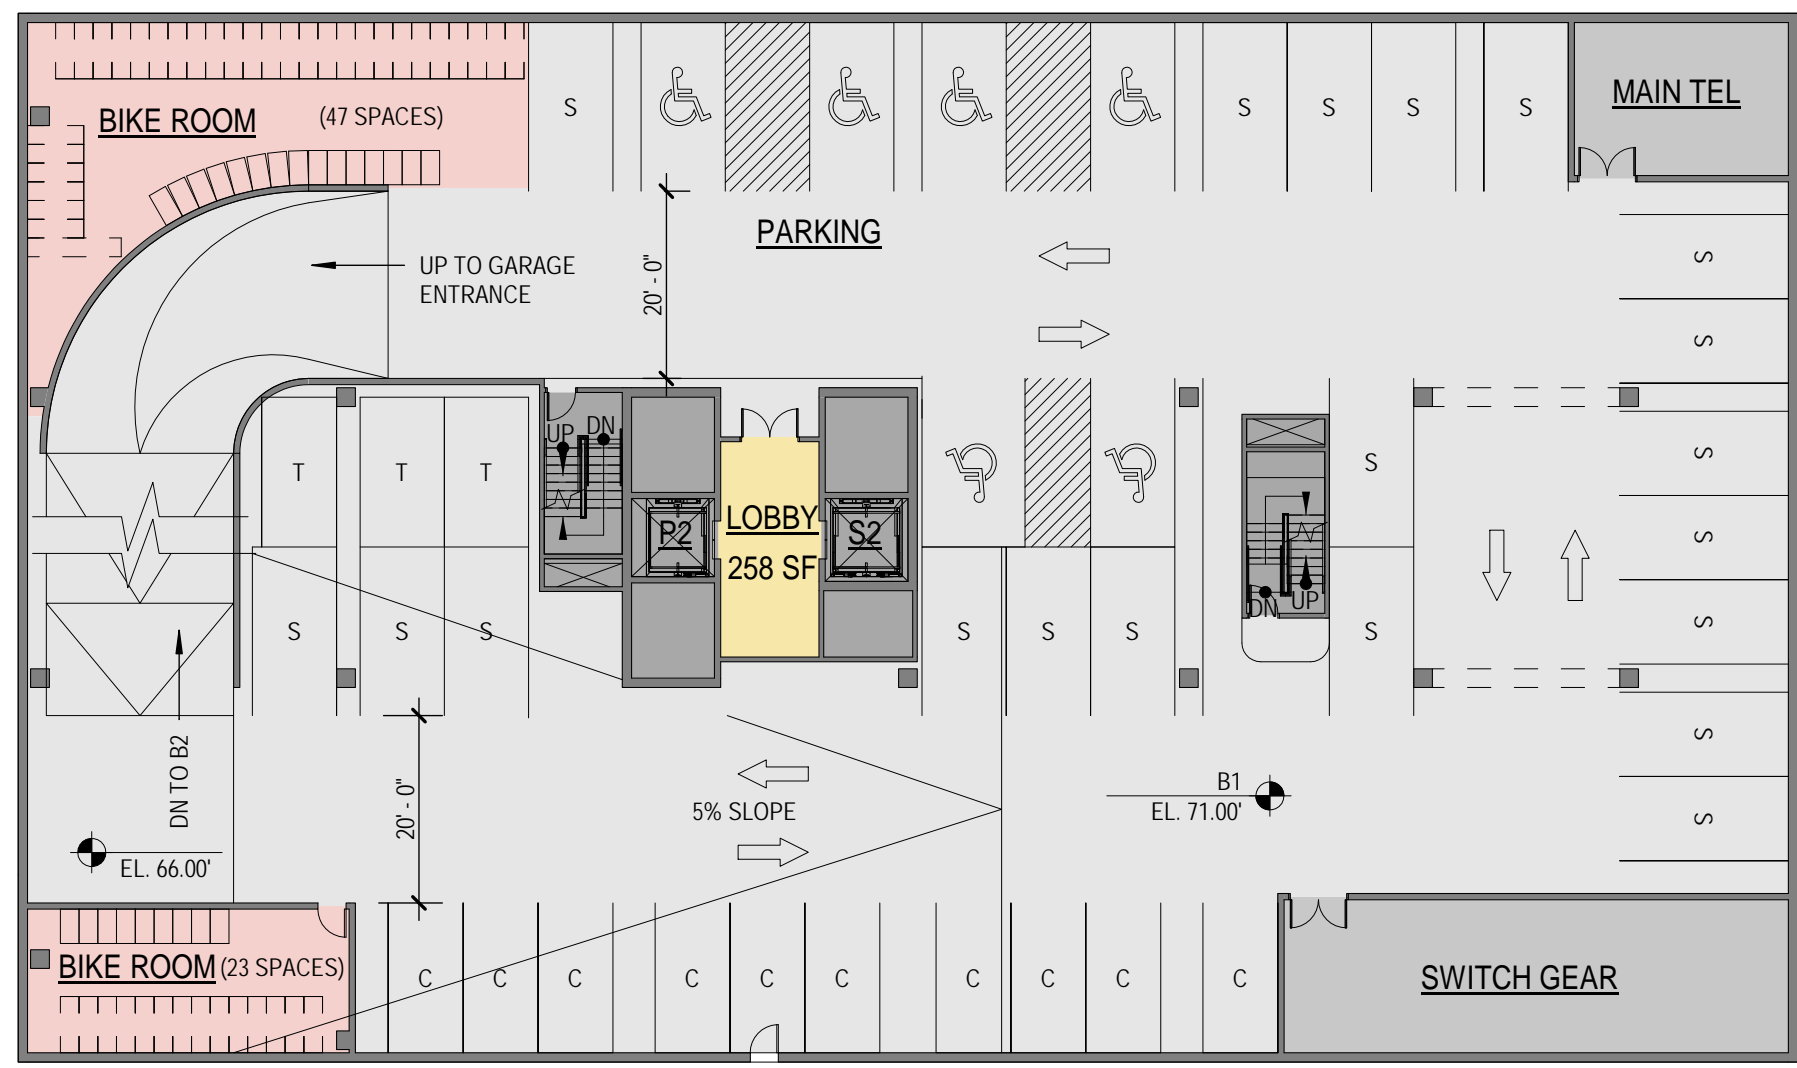 S
S
S
S
S
MAIN TEL
BIKE ROOM (47 SPACES)
PARKING
UP TO GARAGE
ENTRANCE
20' - 0"
S
S
S
S
S
S
S
UP
DN
T
T
T
S
P2
LOBBY
258 SF
S2
S
S
S
S
S
S
S
DN
UP
DN TO B2
EL. 66.00'
20' - 0"
5% SLOPE
B1
EL. 71.00'
BIKE ROOM (23 SPACES)
C
C
C
C
C
C
C
C
C
C
SWITCH GEAR